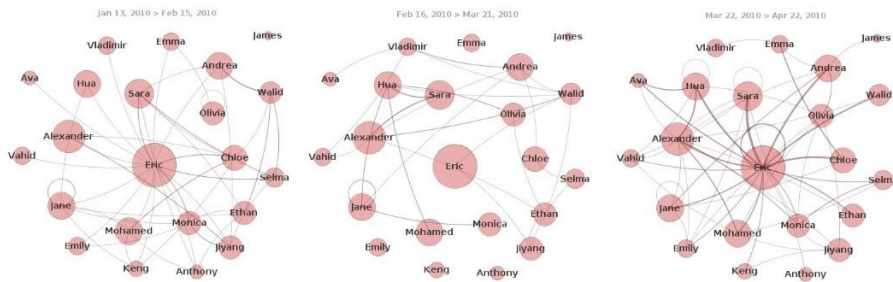 Jan 13, 2010 > Feb 15, 2010
James
Emma
Vladimir
Andrea
Ava
Hua
Sara
Walid
Olivia
Alexander
Vahid
Eric
Chloe
Selma
Jane
Ethan
Mohamed
Monica
Emily
Jiyang
Keng
Anthony
Feb 16, 2010 > Mar 21, 2010
James
Emma
Vladimir
Andrea
Ava
Hua
Sara
Walid
Olivia
Alexander
Vahid
Eric
Chloe
Selma
Jane
Ethan
Mohamed
Monica
Emily
Jiyang
Keng
Anthony
Mar 22, 2010 > Apr 22, 2010
James
Emma
Vladimir
Andrea
Ava
Hua
Sara
Walid
Olivia
Alexander
Vahid
Eric
Chloe
Selma
Jane
Ethan
Mohamed
Monica
Emily
Jiyang
Keng
Anthony